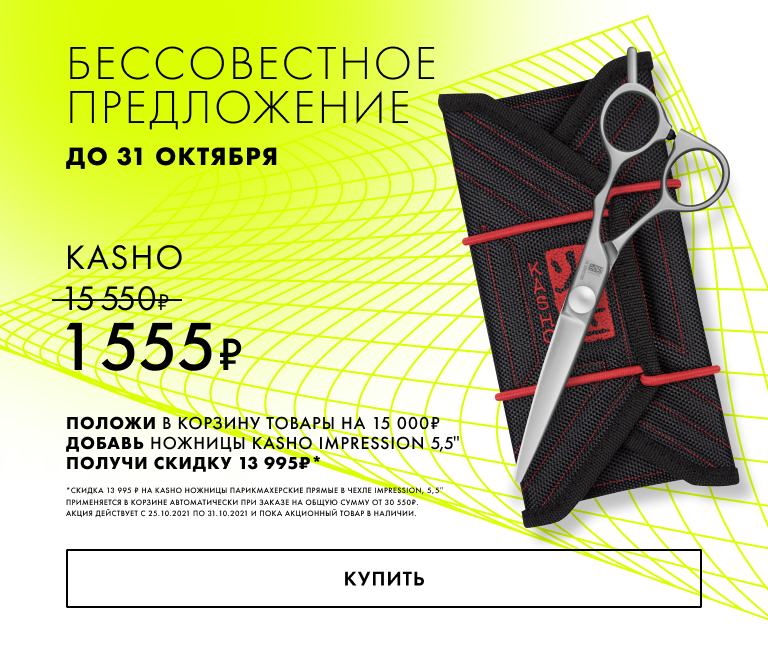 БЕССОВЕСТНОЕ
ПРЕДЛОЖЕНИЕ
ДО 31 ОКТЯБРЯ
KASHO
15 550₽
1555₽
ПОЛОЖИ В КОРЗИНУ ТОВАРЫ НА 15 000₽
ДОБАВЬ НОЖНИЦЫ KASHO IMPRESSION 5,5"
ПОЛУЧИ СКИДКУ 13 995₽*
*СКИДКА 13 995 ₽ НА KASHO НОЖНИЦЫ ПАРИКМАХЕРСКИЕ ПРЯМЫЕ В ЧЕХЛЕ IMPRESSION, 5,5"
ПРИМЕНЯЕТСЯ В КОРЗИНЕ АВТОМАТИЧЕСКИ ПРИ ЗАКАЗЕ НА ОБЩУЮ СУММУ ОТ 30 550₽.
АКЦИЯ ДЕЙСТВУЕТ С 25.10.2021 ПО 31.10.2021 И ПОКА АКЦИОННЫЙ ТОВАР В НАЛИЧИИ.
KASHO
КУПИТЬ